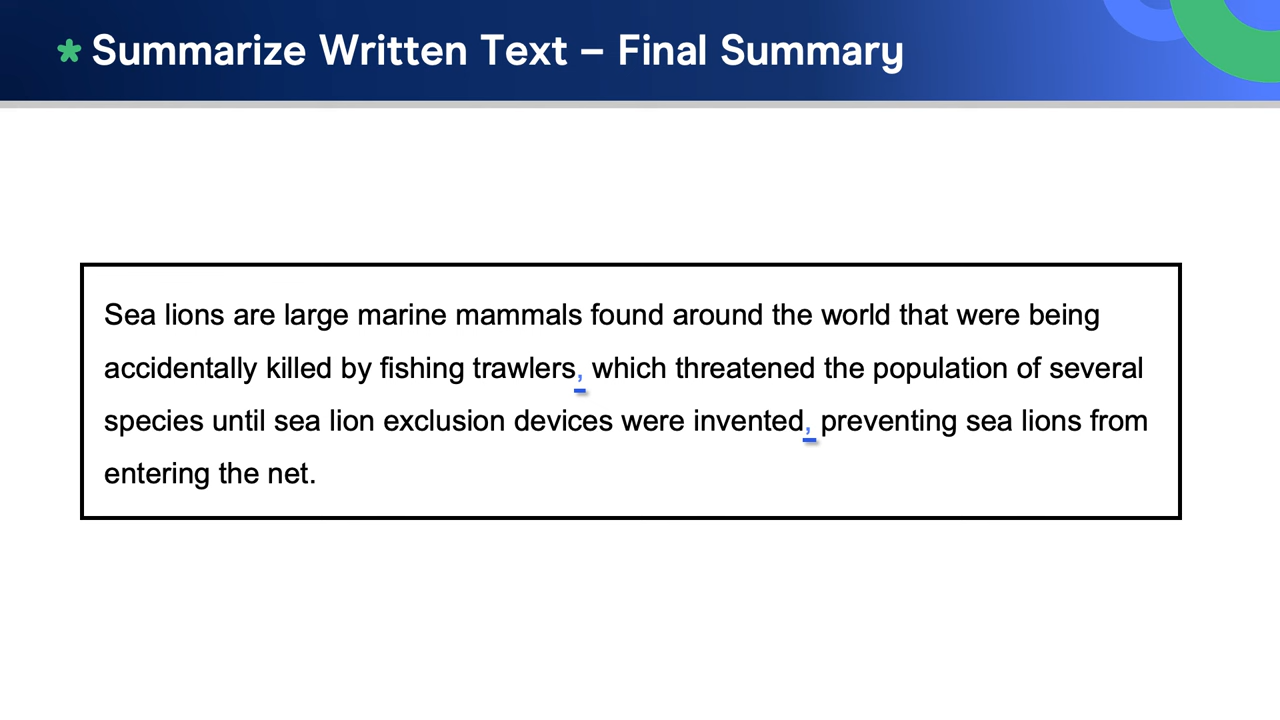 * Summarize Written Text – Final Summary
Sea lions are large marine mammals found around the world that were being
accidentally killed by fishing trawlers, which threatened the population of several
species until sea lion exclusion devices were invented, preventing sea lions from
entering the net.